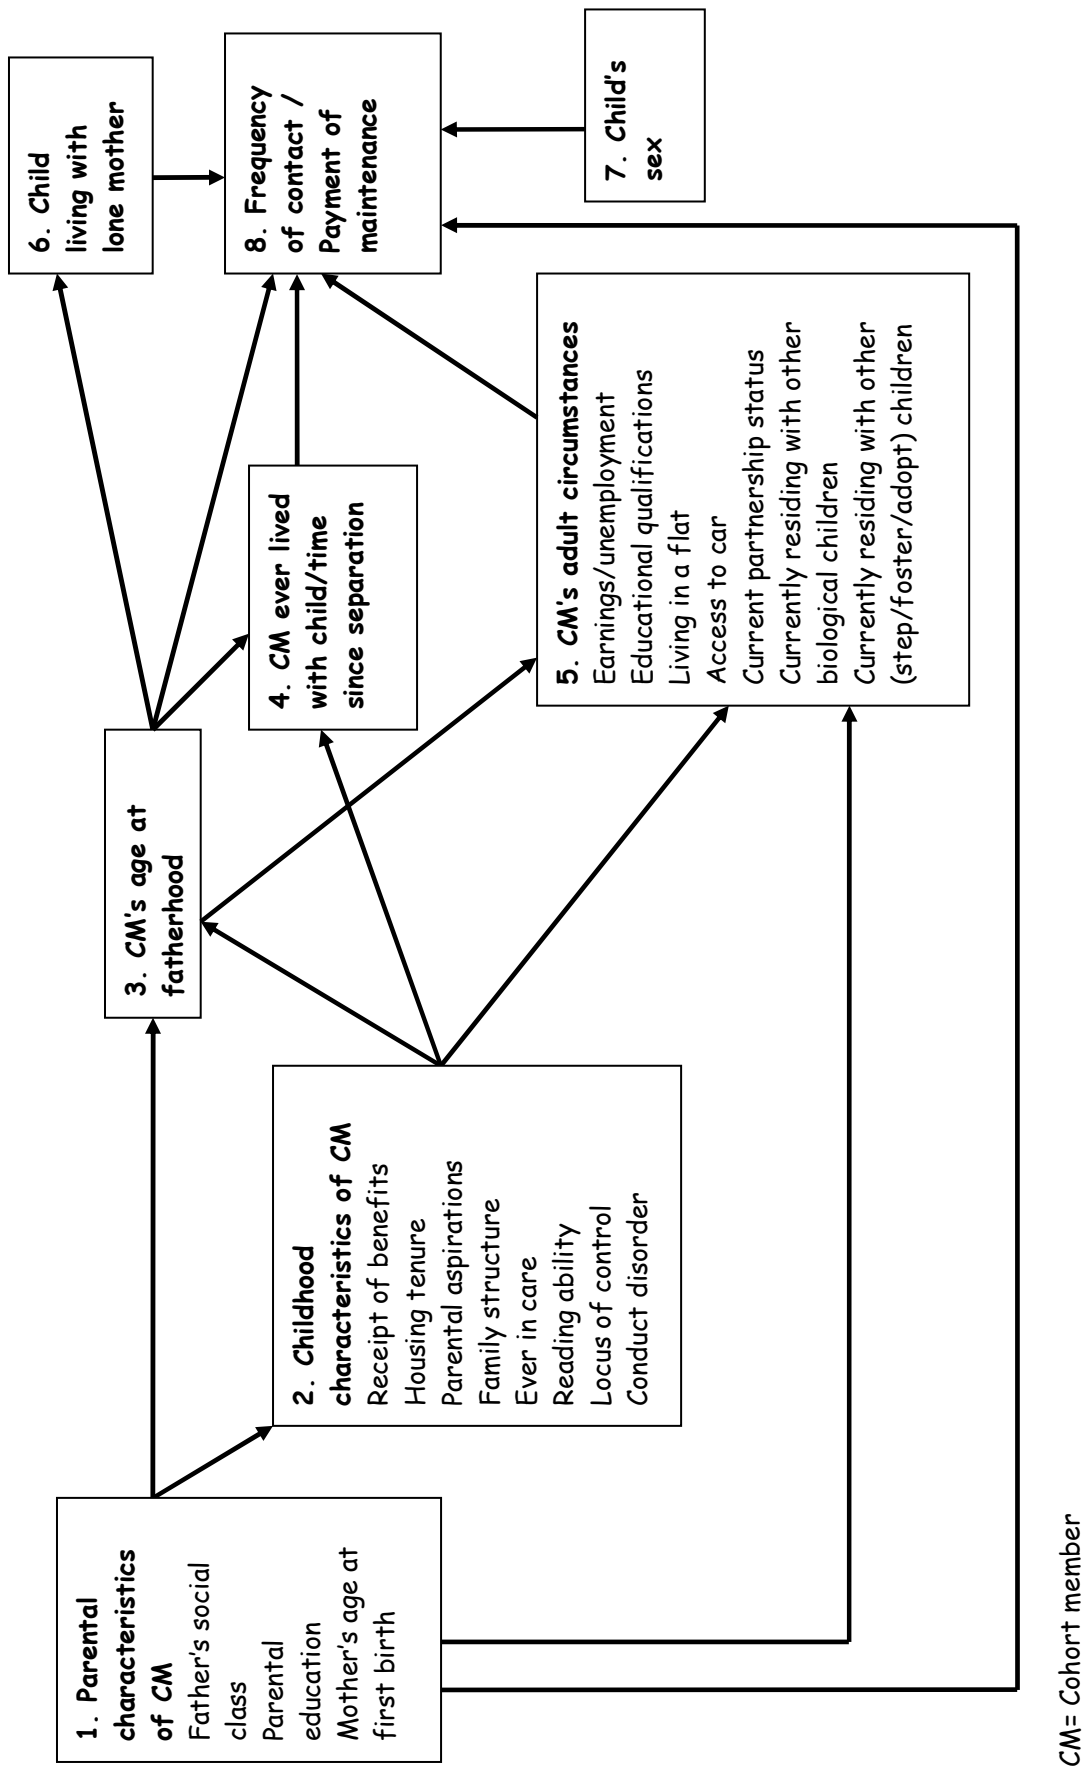 1. Parental
characteristics
of CM
Father's social
class
Parental
education
Mother's age at
first birth
2. Childhood
characteristics of CM
Receipt of benefits
Housing tenure
Parental aspirations
Family structure
Ever in care
Reading ability
Locus of control
Conduct disorder
3. CM's age at
fatherhood
4. CM ever lived
with child/time
since separation
5. CM's adult circumstances
Earnings/unemployment
Educational qualifications
Living in a flat
Access to car
Current partnership status
Currently residing with other
biological children
Currently residing with other
(step/foster/adopt) children
6. Child
living with
lone mother
8. Frequency
of contact /
Payment of
maintenance
7. Child's
sex
CM= Cohort member